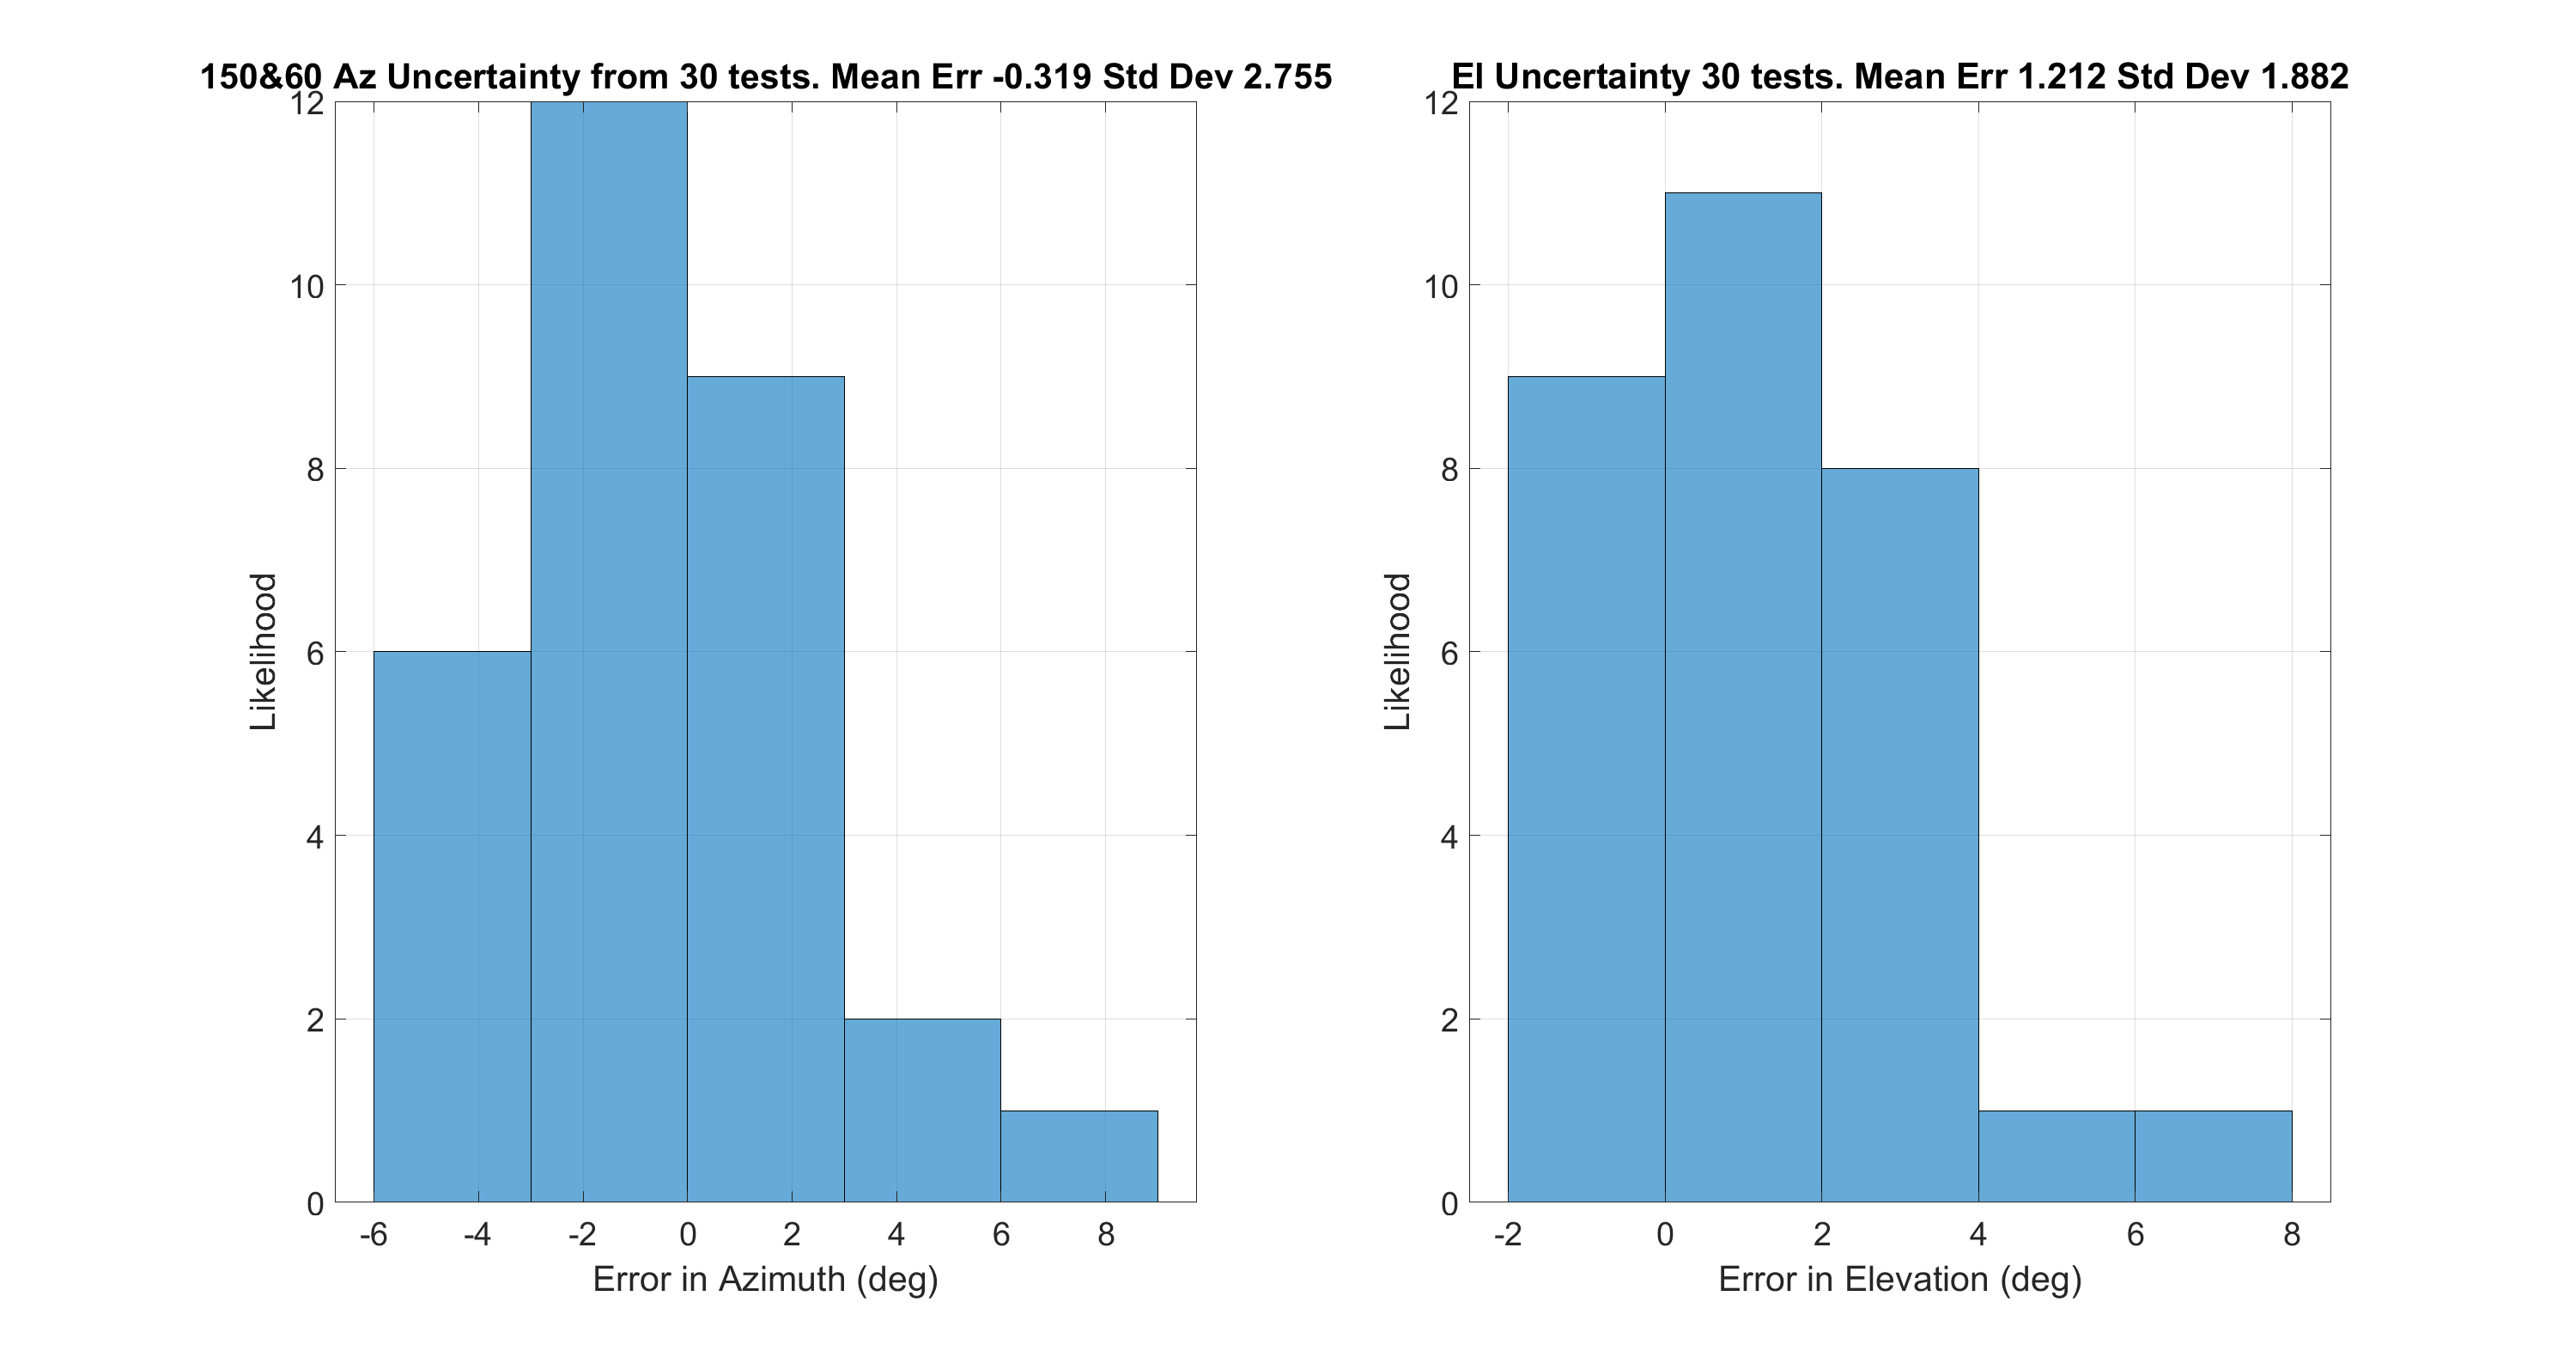 150&60 Az Uncertainty from 30 tests. Mean Err -0.319 Std Dev 2.755
12
10
8
6
4
2
0
Likelihood
-6 -4 -2 0 2 4 6 8
Error in Azimuth (deg)
El Uncertainty 30 tests. Mean Err 1.212 Std Dev 1.882
12
10
8
6
4
2
0
Likelihood
-2 0 2 4 6 8
Error in Elevation (deg)